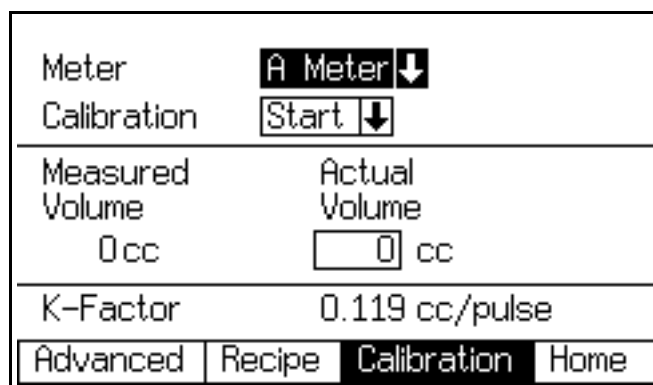 Meter A Meter
Calibration Start
Measured Volume Actual Volume
0 cc 0 cc
K-Factor 0.119 cc/pulse
Advanced Recipe Calibration Home